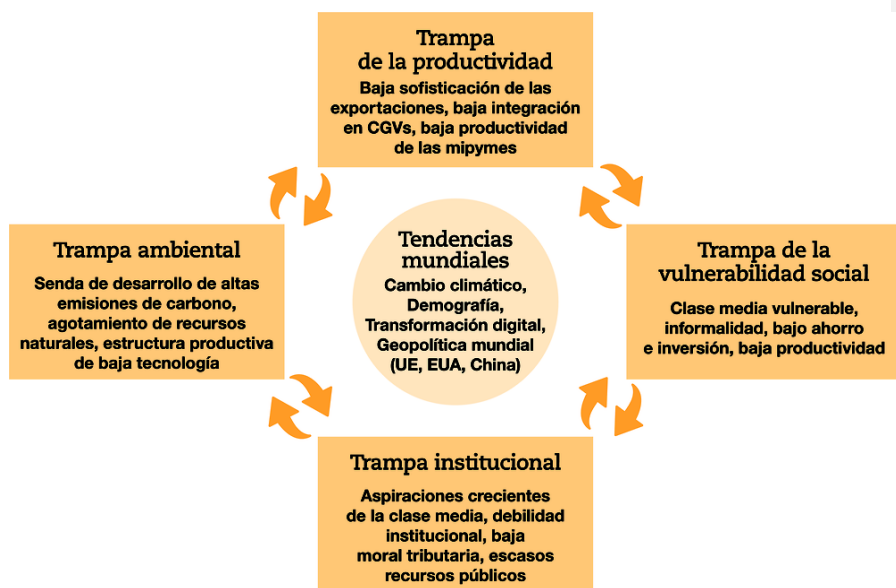 Trampa
de la productividad
Baja sofisticación de las
exportaciones, baja integración
en CGVs, baja productividad
de las mipymes
Trampa ambiental
Senda de desarrollo de altas
emisiones de carbono,
agotamiento de recursos
naturales, estructura productiva
de baja tecnología
Tendencias
mundiales
Cambio climático,
Demografía,
Transformación digital,
Geopolítica mundial
(UE, EUA, China)
Trampa de la
vulnerabilidad social
Clase media vulnerable,
informalidad, bajo ahorro
e inversión, baja productividad
Trampa institucional
Aspiraciones crecientes
de la clase media, debilidad
institucional, baja
moral tributaria, escasos
recursos públicos